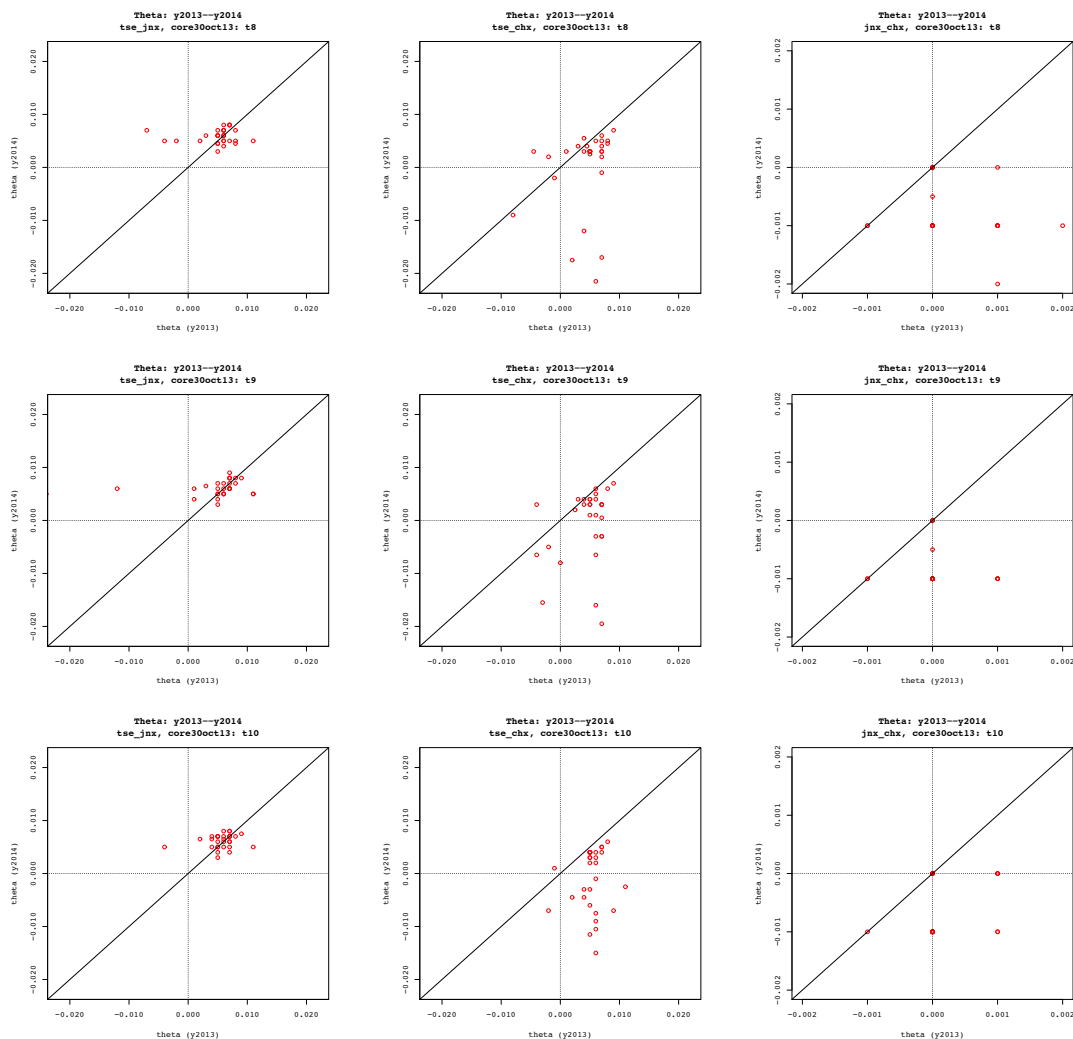 Theta: y2013--y2014
tse_jnx, core30oct13: t8
theta (y2014)
0.020
0.010
0.000
-0.010
-0.020
-0.020
-0.010
0.000
0.010
0.020
theta (y2013)
Theta: y2013--y2014
tse_chx, core30oct13: t8
theta (y2014)
0.020
0.010
0.000
-0.010
-0.020
-0.020
-0.010
0.000
0.010
0.020
theta (y2013)
Theta: y2013--y2014
jnx_chx, core30oct13: t8
theta (y2014)
0.002
0.001
0.000
-0.001
-0.002
-0.002
-0.001
0.000
0.001
0.002
theta (y2013)
Theta: y2013--y2014
tse_jnx, core30oct13: t9
theta (y2014)
0.020
0.010
0.000
-0.010
-0.020
-0.020
-0.010
0.000
0.010
0.020
theta (y2013)
Theta: y2013--y2014
tse_chx, core30oct13: t9
theta (y2014)
0.020
0.010
0.000
-0.010
-0.020
-0.020
-0.010
0.000
0.010
0.020
theta (y2013)
Theta: y2013--y2014
jnx_chx, core30oct13: t9
theta (y2014)
0.002
0.001
0.000
-0.001
-0.002
-0.002
-0.001
0.000
0.001
0.002
theta (y2013)
Theta: y2013--y2014
tse_jnx, core30oct13: t10
theta (y2014)
0.020
0.010
0.000
-0.010
-0.020
-0.020
-0.010
0.000
0.010
0.020
theta (y2013)
Theta: y2013--y2014
tse_chx, core30oct13: t10
theta (y2014)
0.020
0.010
0.000
-0.010
-0.020
-0.020
-0.010
0.000
0.010
0.020
theta (y2013)
Theta: y2013--y2014
jnx_chx, core30oct13: t10
theta (y2014)
0.002
0.001
0.000
-0.001
-0.002
-0.002
-0.001
0.000
0.001
0.002
theta (y2013)